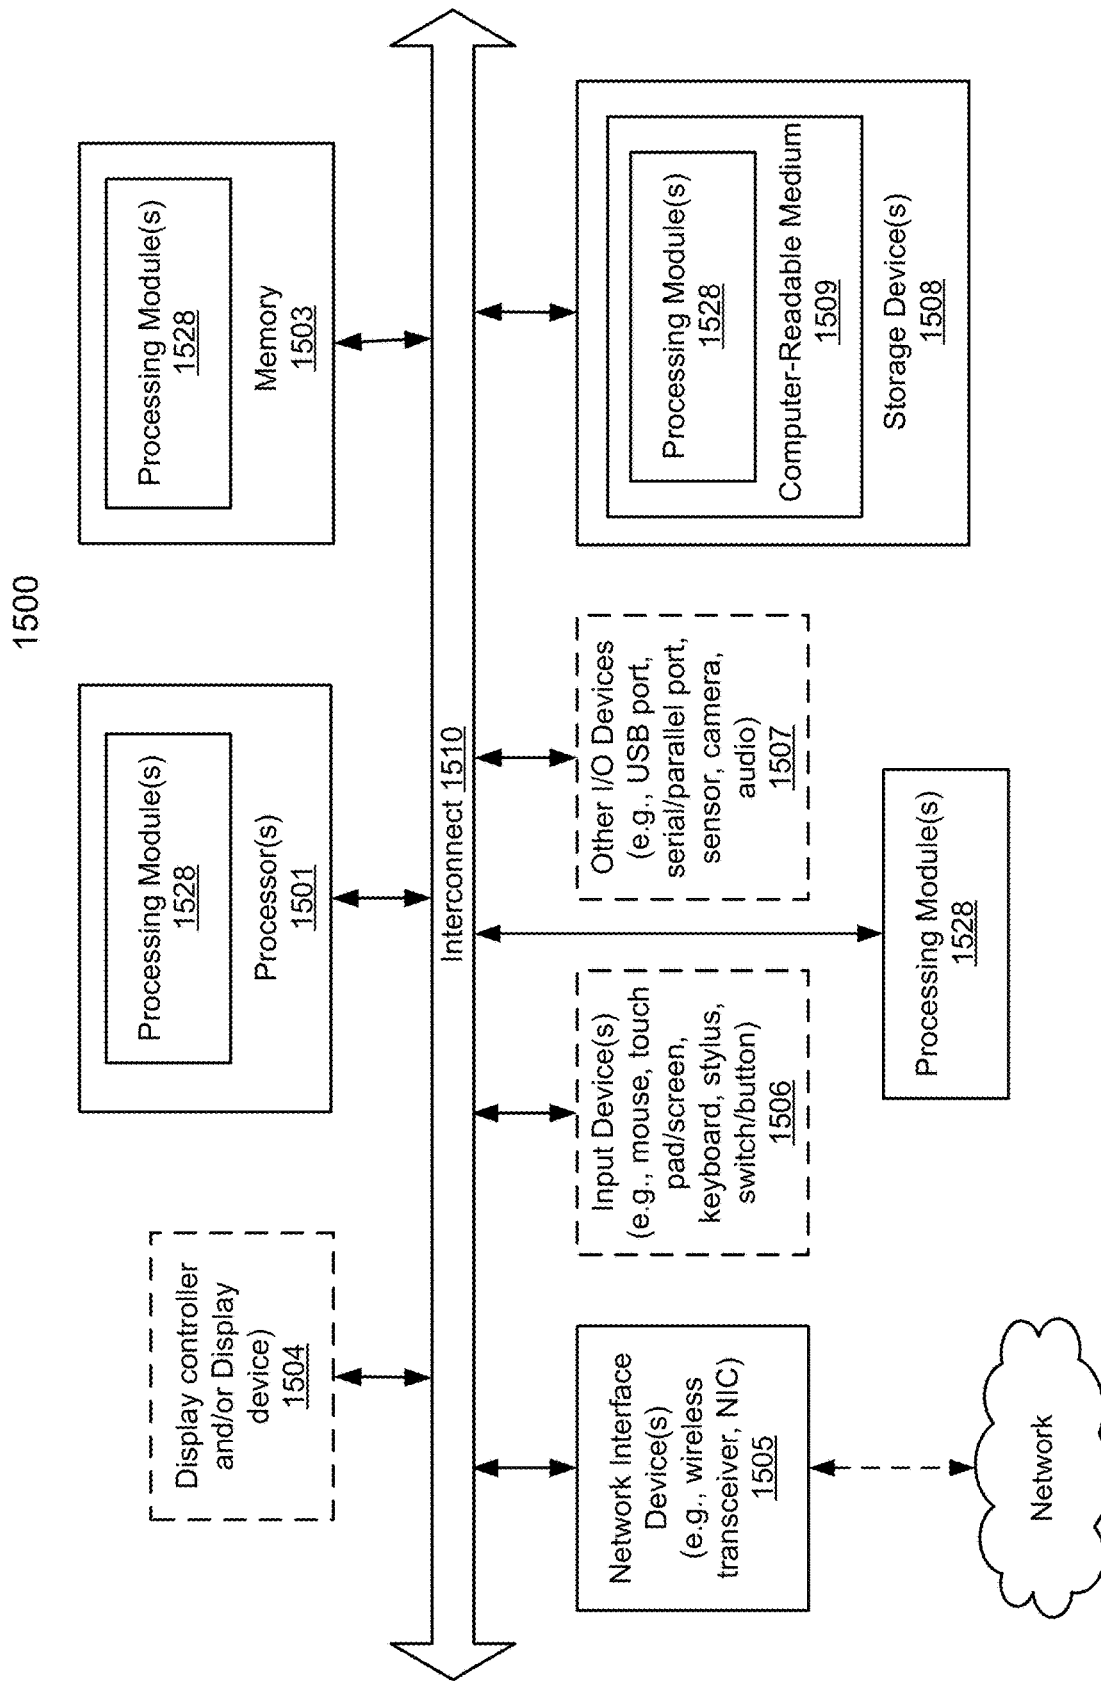 1500
Display controller
and/or Display
device)
1504
Processing Module(s)
1528
Processor(s)
1501
Processing Module(s)
1528
Memory
1503
Interconnect 1510
Network Interface
Device(s)
(e.g., wireless
transceiver, NIC)
1505
Input Device(s)
(e.g., mouse, touch
pad/screen,
keyboard, stylus,
switch/button)
1506
Other I/O Devices
(e.g., USB port,
serial/parallel port,
sensor, camera,
audio)
1507
Processing Module(s)
1528
Computer-Readable Medium
1509
Storage Device(s)
1508
Processing Module(s)
1528
Network